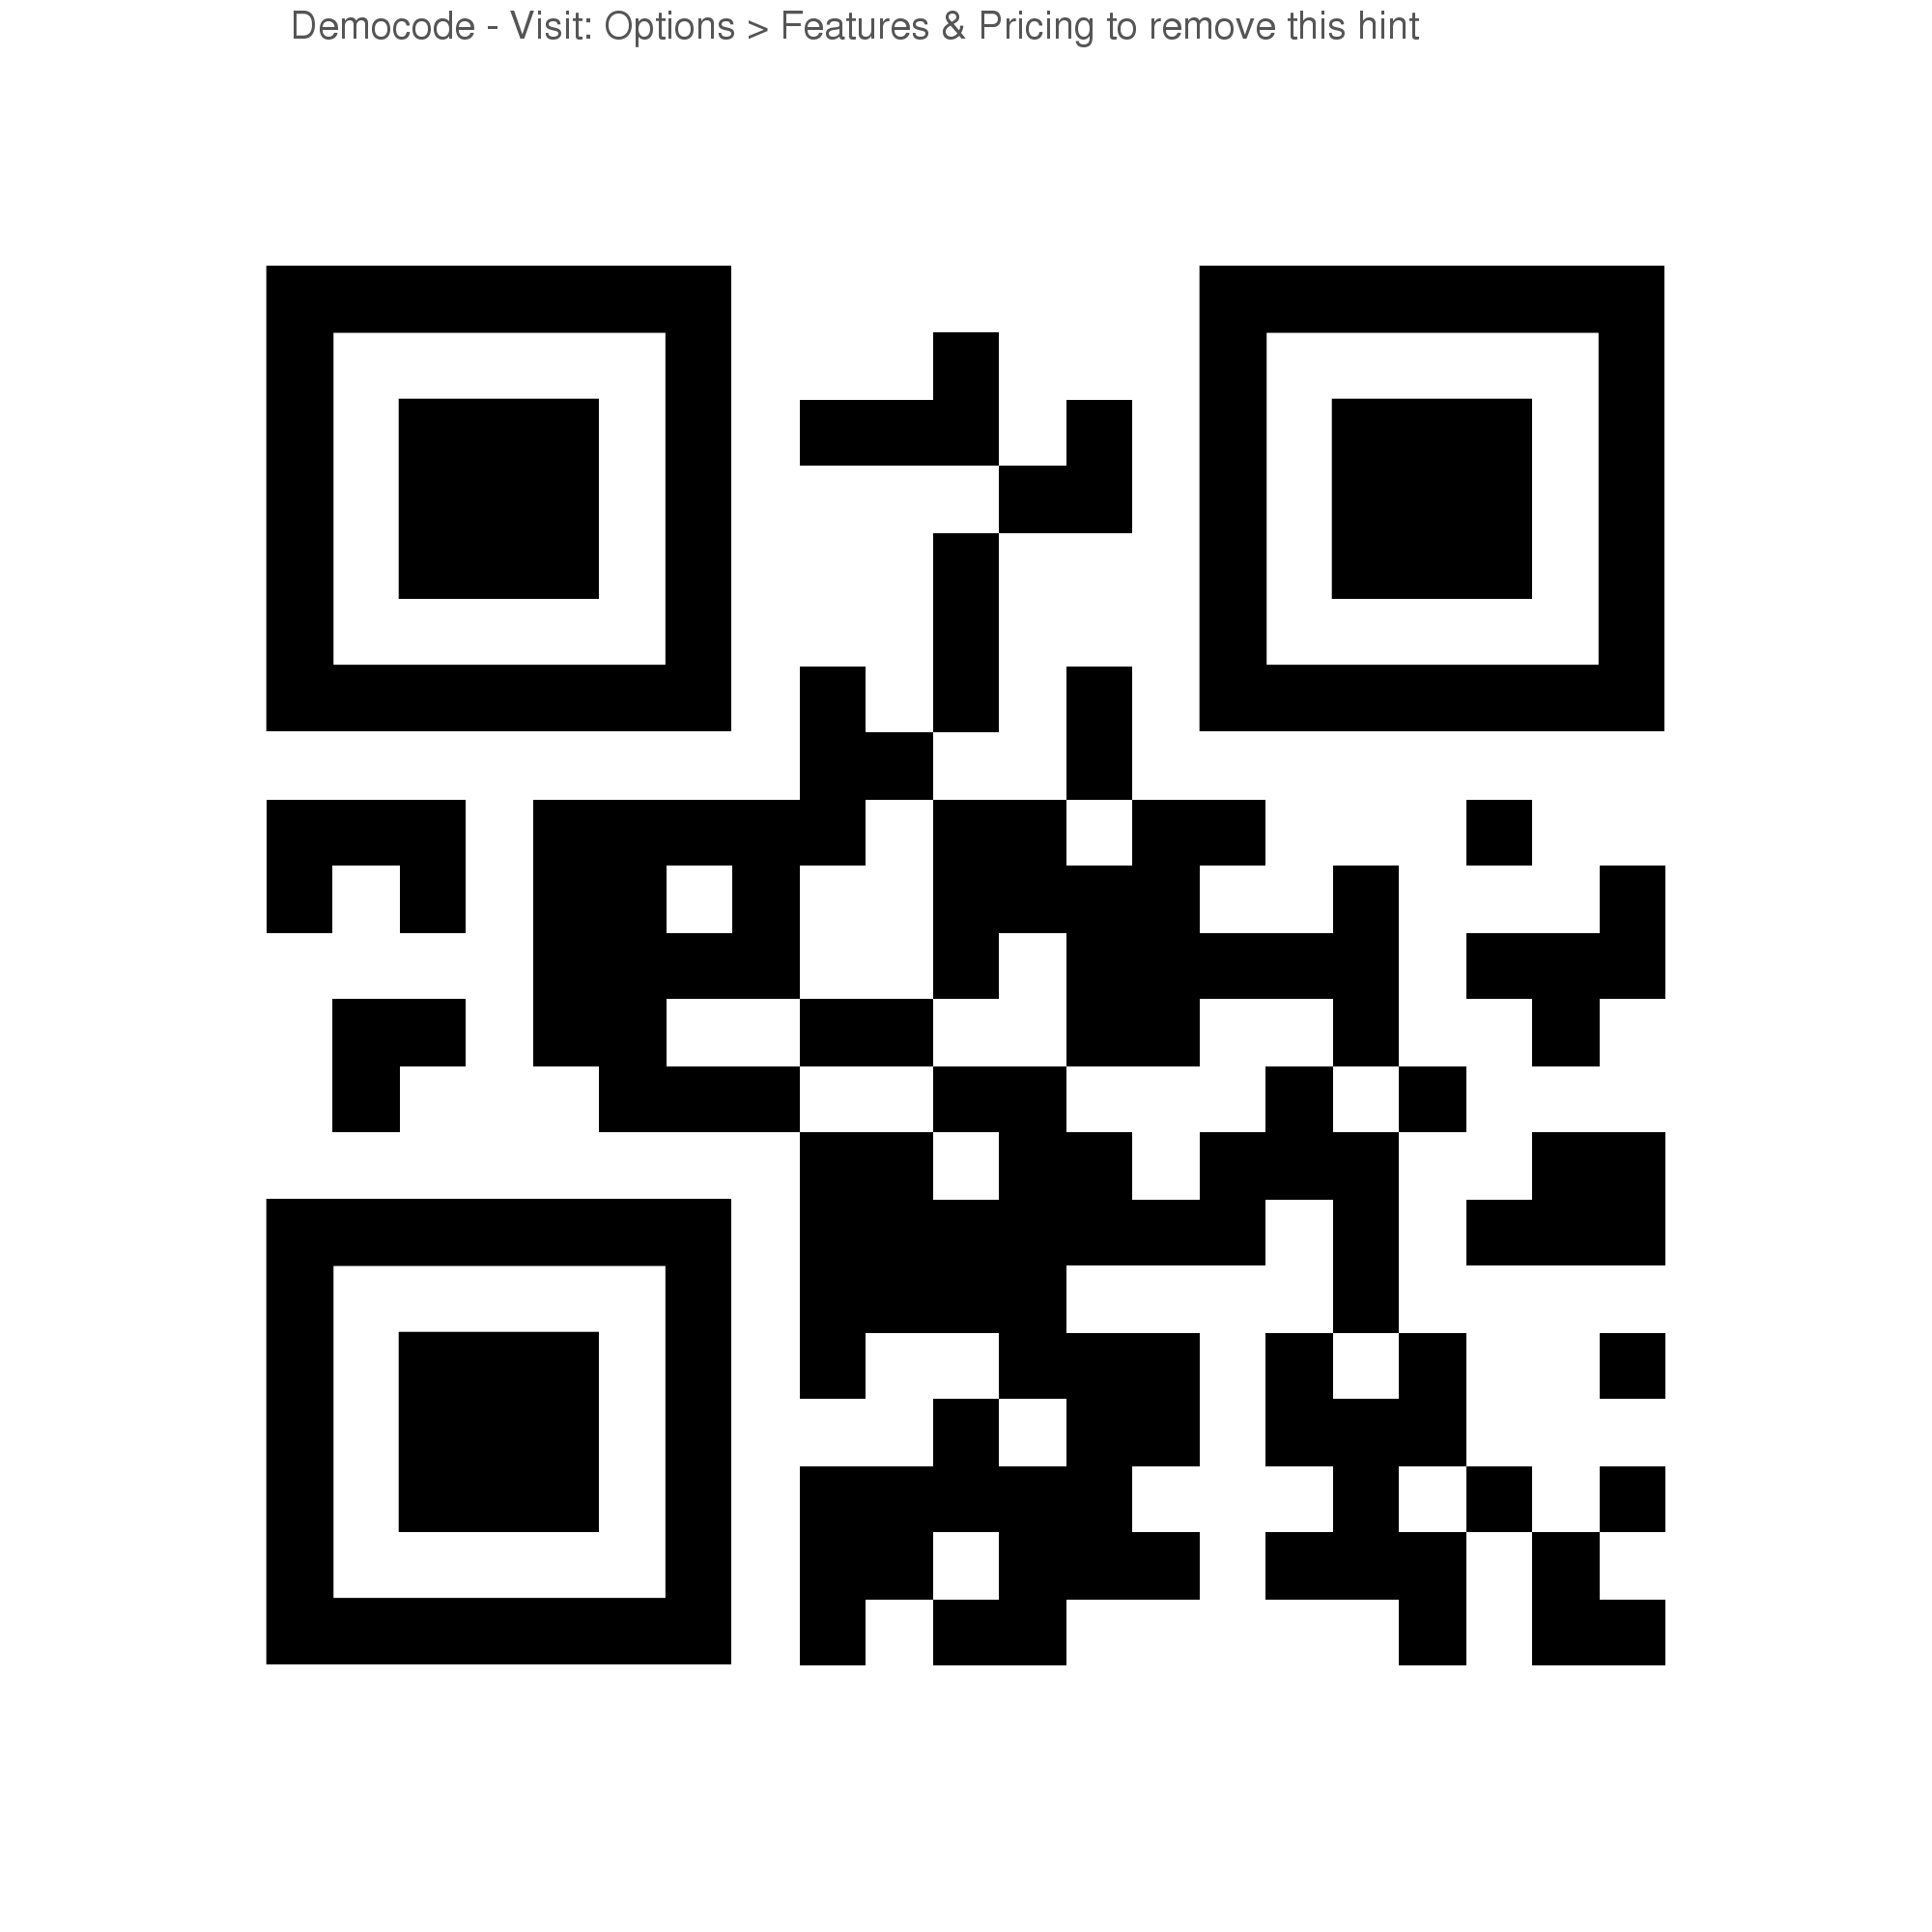 Democode - Visit: Options > Features & Pricing to remove this hint